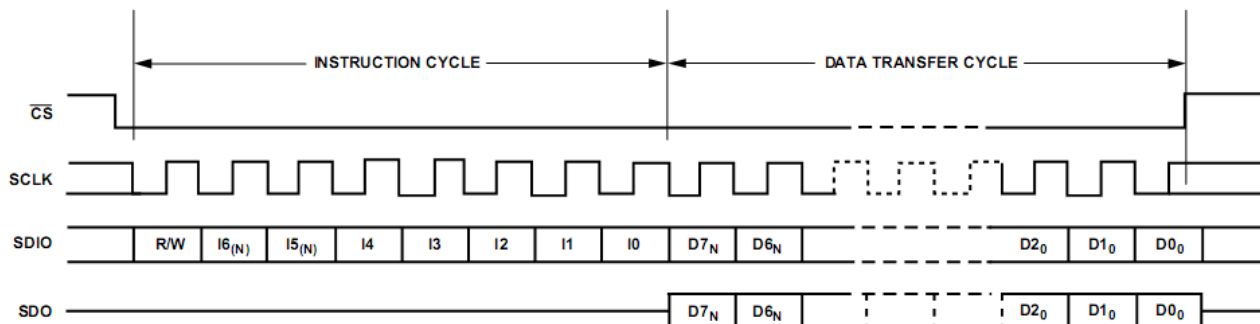 INSTRUCTION CYCLE DATA TRANSFER CYCLE
CS
SCLK
SDIO R/W I6(N) I5(N) I4 I3 I2 I1 I0 D7N D6N D20 D10 D00
SDO D7N D6N D20 D10 D00